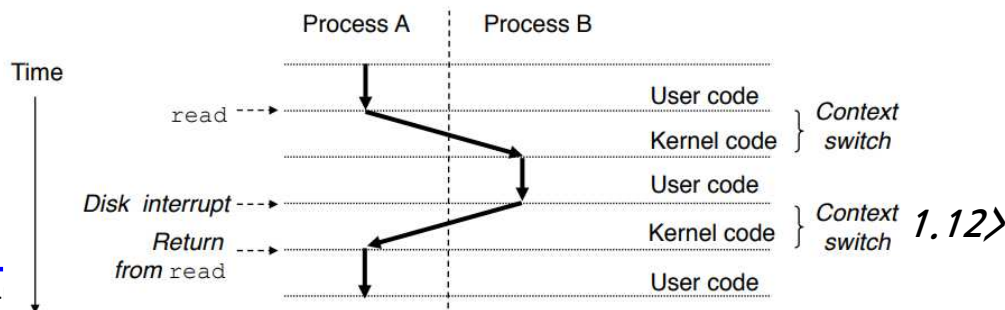 Process A Process B
Time
User code
read
Context
Kernel code
switch
User code
Disk interrupt
Context
1.12>
Kernel code
switch
Return
from read
User code